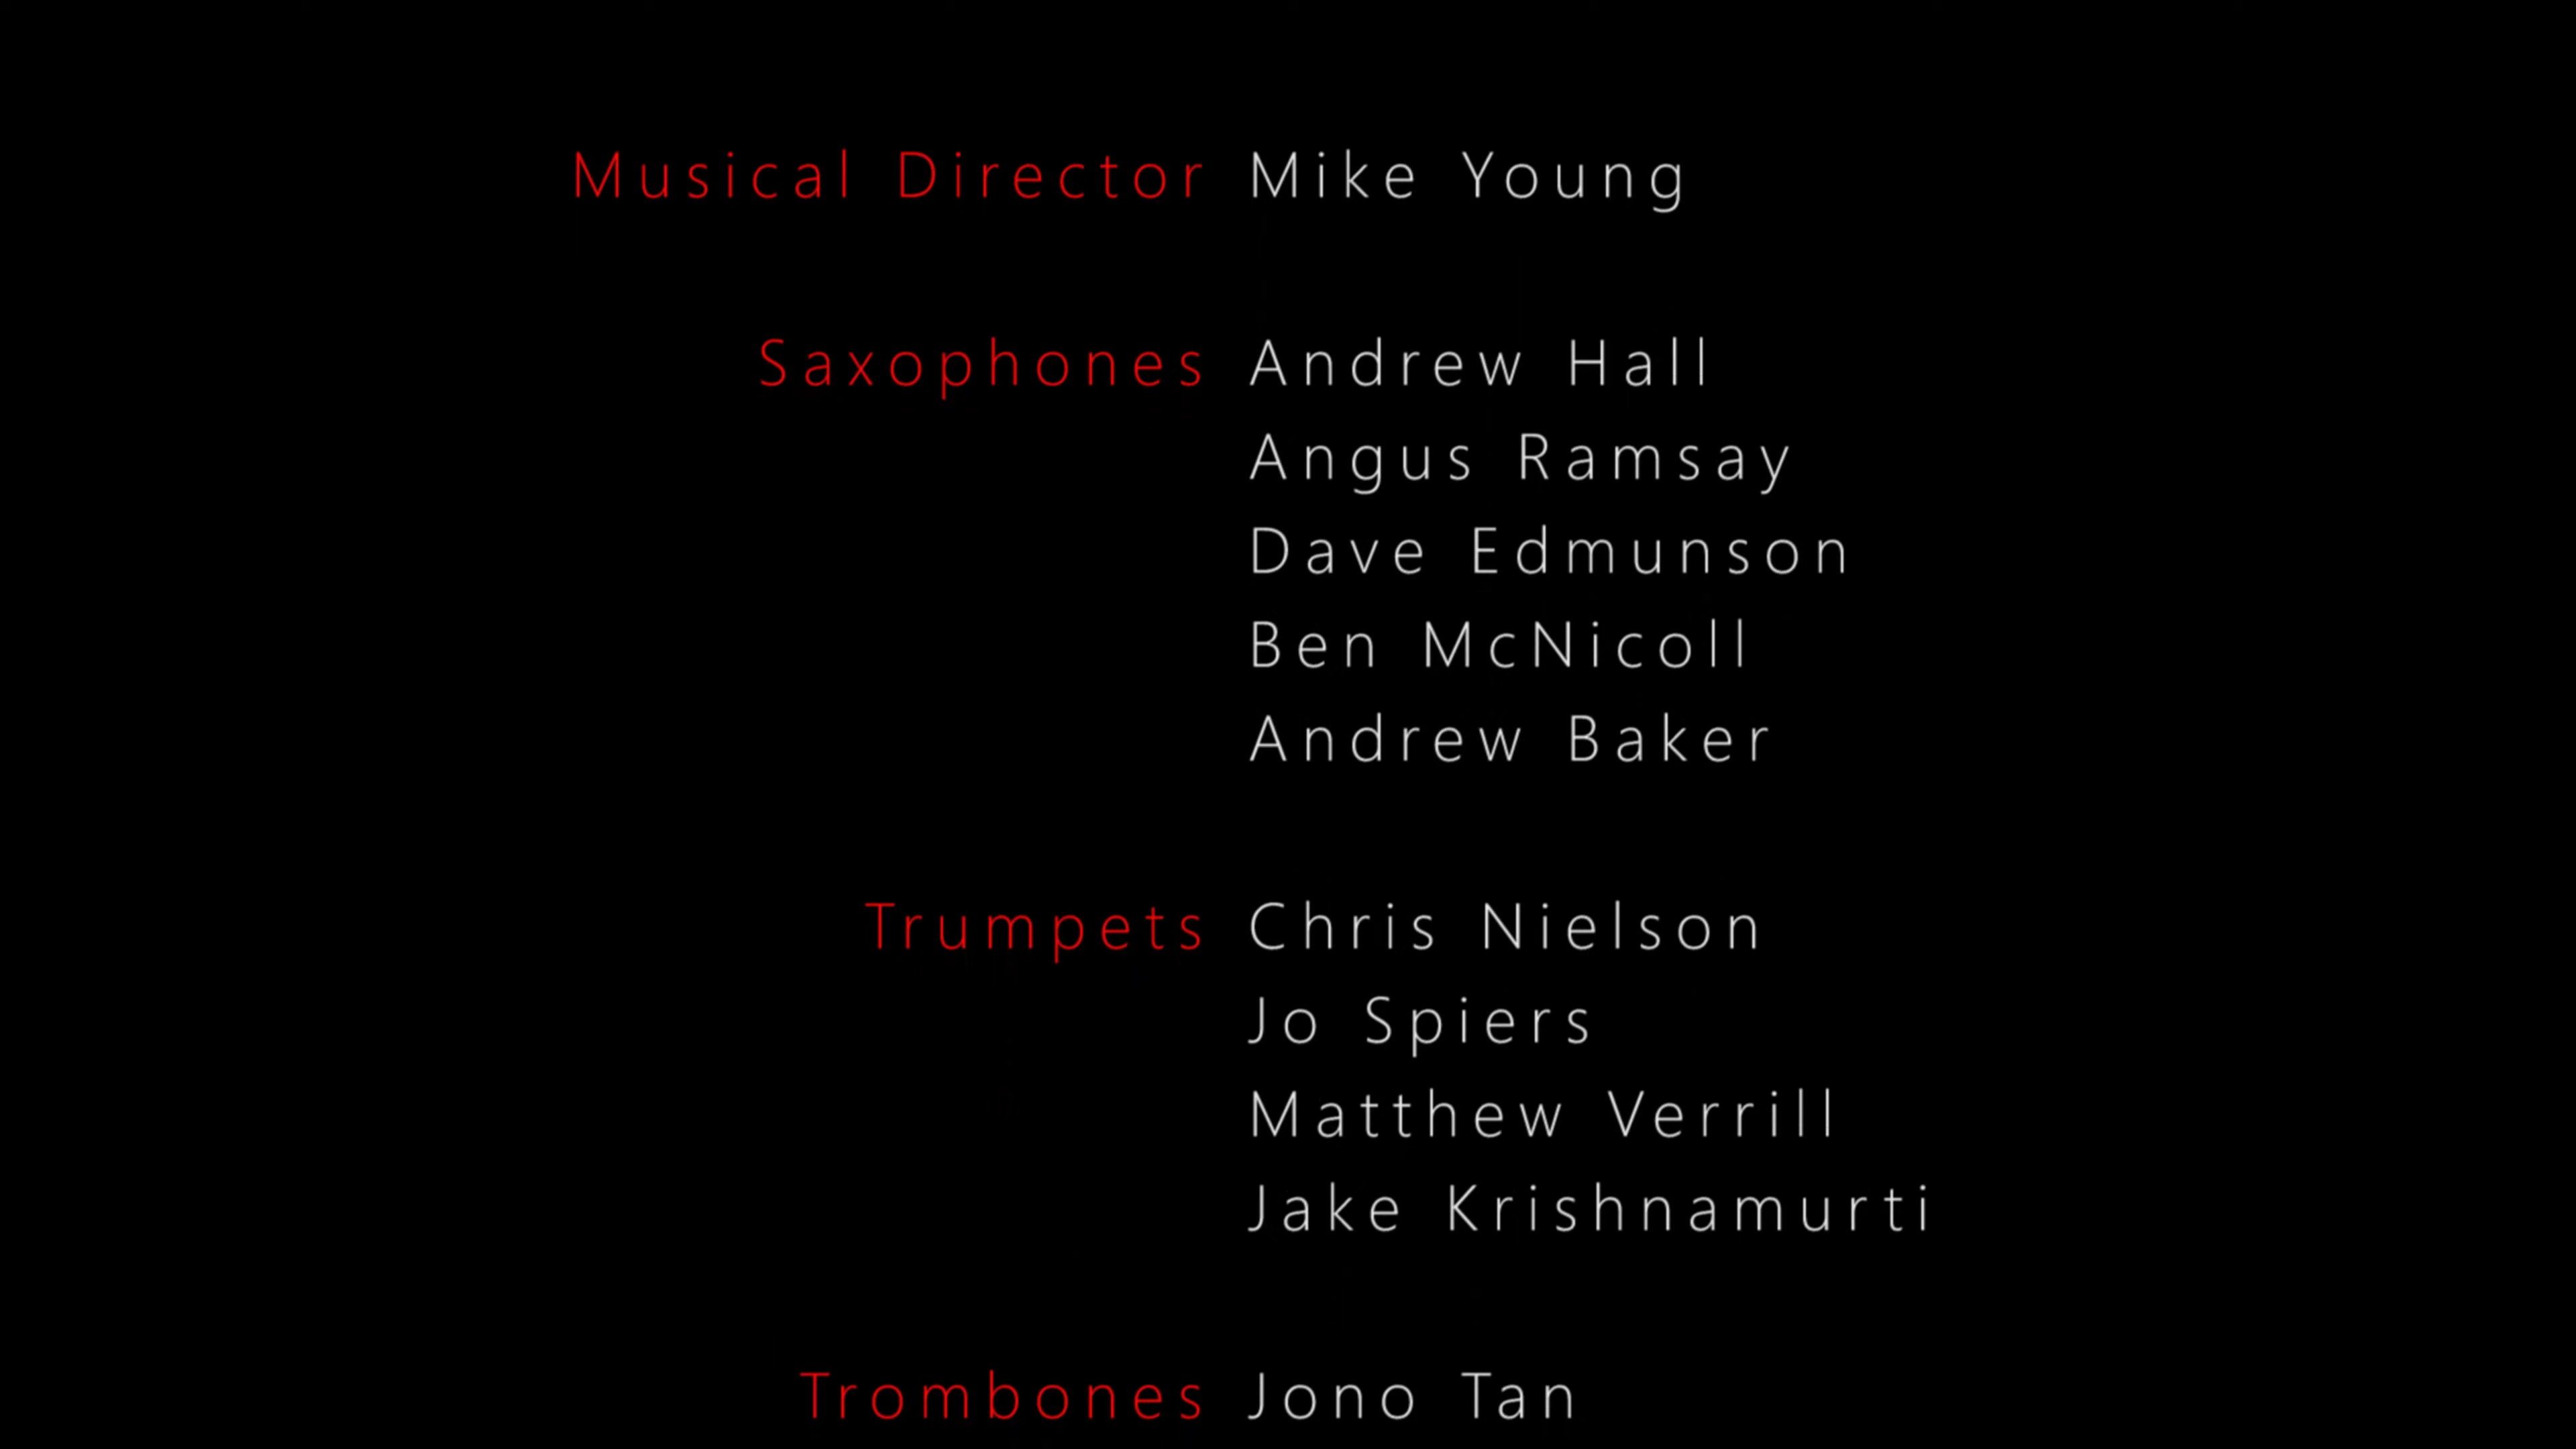 Musical Director Mike Young
Saxophones Andrew Hall
Angus Ramsay
Dave Edmunson
Ben McNicoll
Andrew Baker
Trumpets Chris Nielson
Jo Spiers
Matthew Verrill
Jake Krishnamurti
Trombones Jono Tan